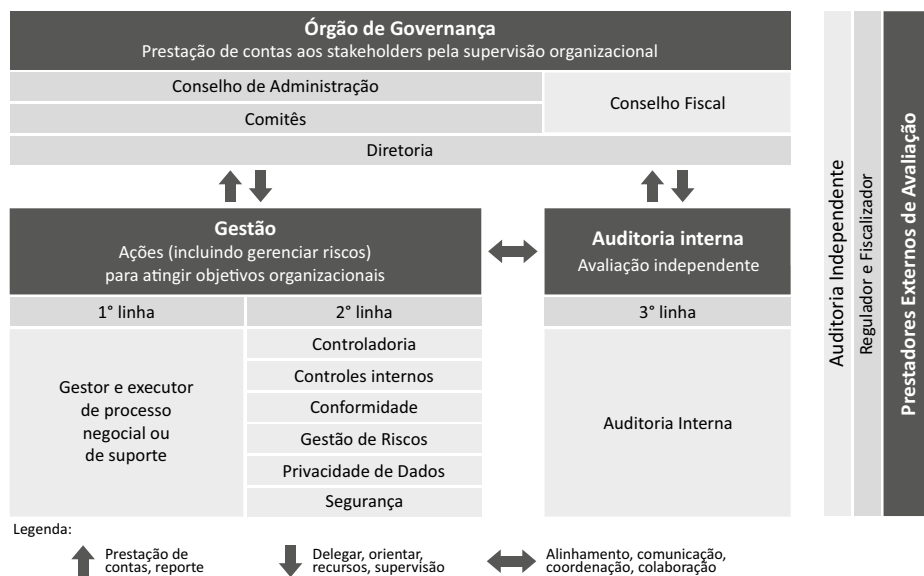 Órgão de Governança
Prestação de contas aos stakeholders pela supervisão organizacional
Conselho de Administração
Comitês
Conselho Fiscal
Diretoria
Gestão
Ações (incluindo gerenciar riscos)
para atingir objetivos organizacionais
Auditoria interna
Avaliação independente
1° linha
2° linha
3° linha
Gestor e executor
de processo
negocial ou
de suporte
Controladoria
Controles internos
Conformidade
Gestão de Riscos
Privacidade de Dados
Segurança
Auditoria Interna
Auditoria Independente
Regulador e Fiscalizador
Prestadores Externos de Avaliação
Legenda:
Prestação de
contas, reporte
Delegar, orientar,
recursos, supervisão
Alinhamento, comunicação,
coordenação, colaboração